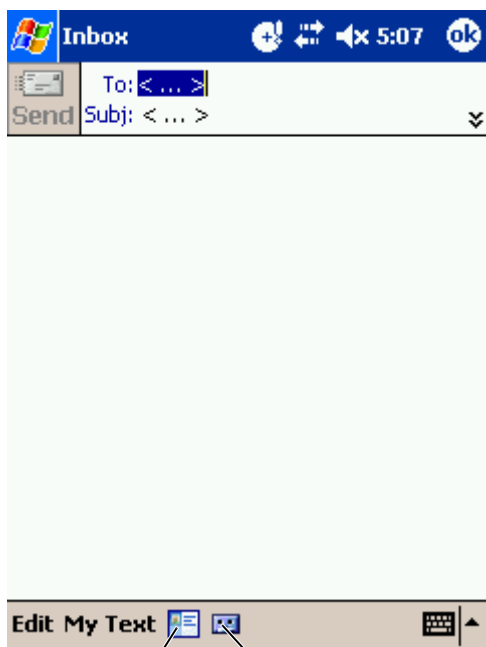 Inbox 5:07 ok
To: < ... >
Send Subj: < ... >
Edit My Text